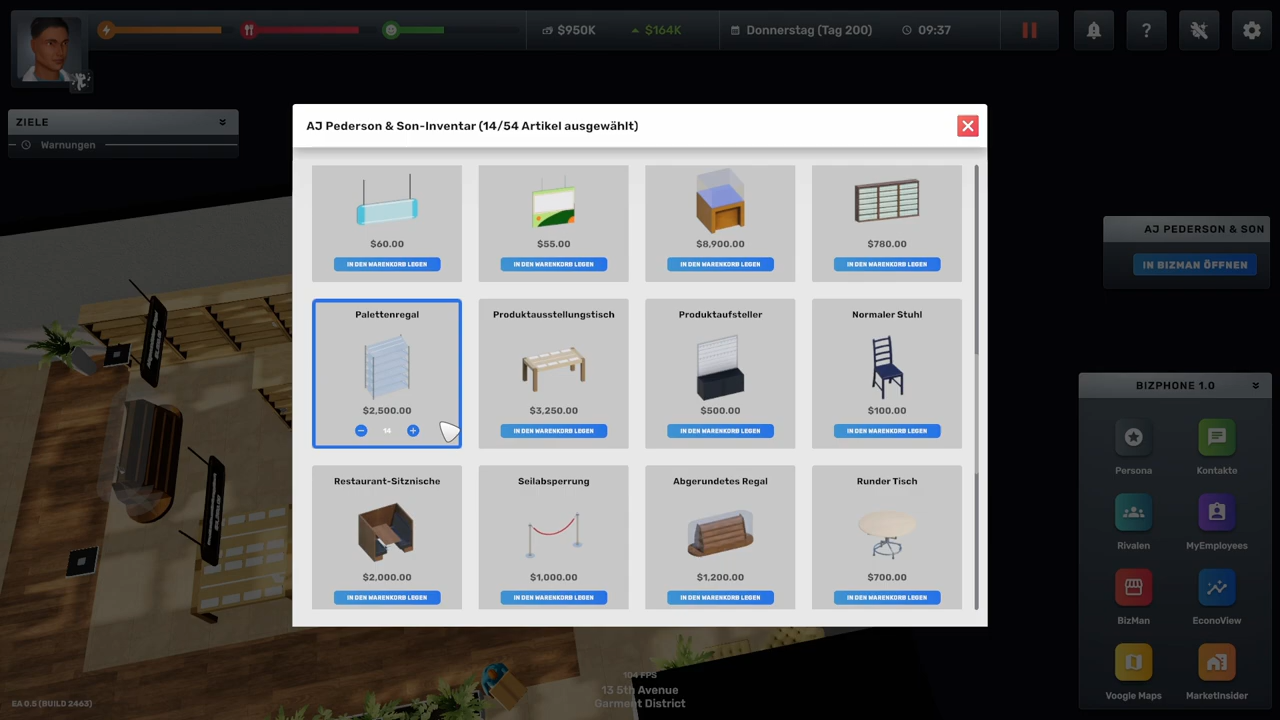 $950K
$164K
Donnerstag (Tag 200)
09:37
?
ZIELE
Warnungen
AJ Pederson & Son-Inventar (14/54 Artikel ausgewählt)
$60.00
$55.00
$8,900.00
$780.00
IN DEN WARENKORB LEGEN
IN DEN WARENKORB LEGEN
IN DEN WARENKORB LEGEN
IN DEN WARENKORB LEGEN
Palettenregal
Produktausstellungstisch
Produktaufsteller
Normaler Stuhl
$2,500.00
$3,250.00
$500.00
$100.00
14
IN DEN WARENKORB LEGEN
IN DEN WARENKORB LEGEN
IN DEN WARENKORB LEGEN
Restaurant-Sitznische
Seilabsperrung
Abgerundetes Regal
Runder Tisch
$2,000.00
$1,000.00
$1,200.00
$700.00
IN DEN WARENKORB LEGEN
IN DEN WARENKORB LEGEN
IN DEN WARENKORB LEGEN
IN DEN WARENKORB LEGEN
AJ PEDERSON & SON
IN BIZMAN ÖFFNEN
BIZPHONE 1.0
Persona
Kontakte
Rivalen
MyEmployees
BizMan
EconoView
Voogle Maps
MarketInsider
104 FPS
13 5th Avenue
Garment District
EA 0.5 (BUILD 2463)